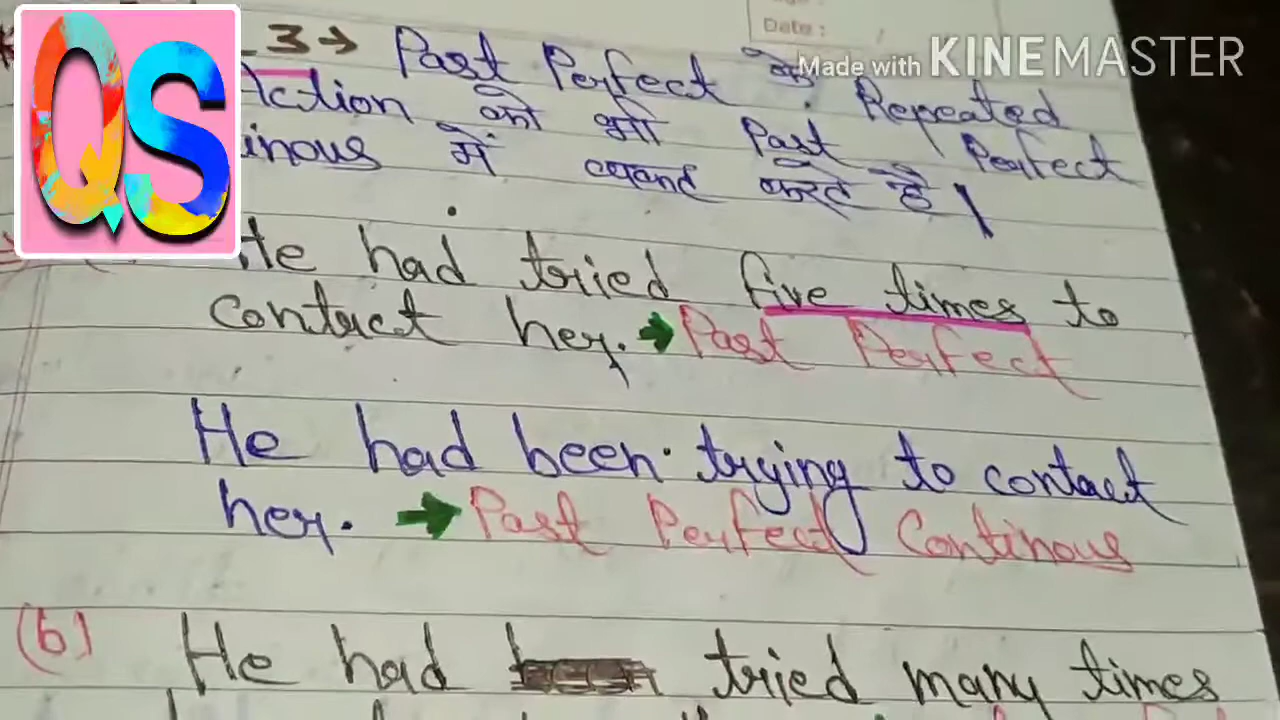 Date : /
Made with KINEMASTER
QS
3→ Past Perfect के Repeated
Action को भी Past Perfect
inous में व्यक्त करते है।
He had tried five times to
contact her. → Past Perfect
He had been trying to contact
her. → Past Perfect Continous
(b) He had tried many times